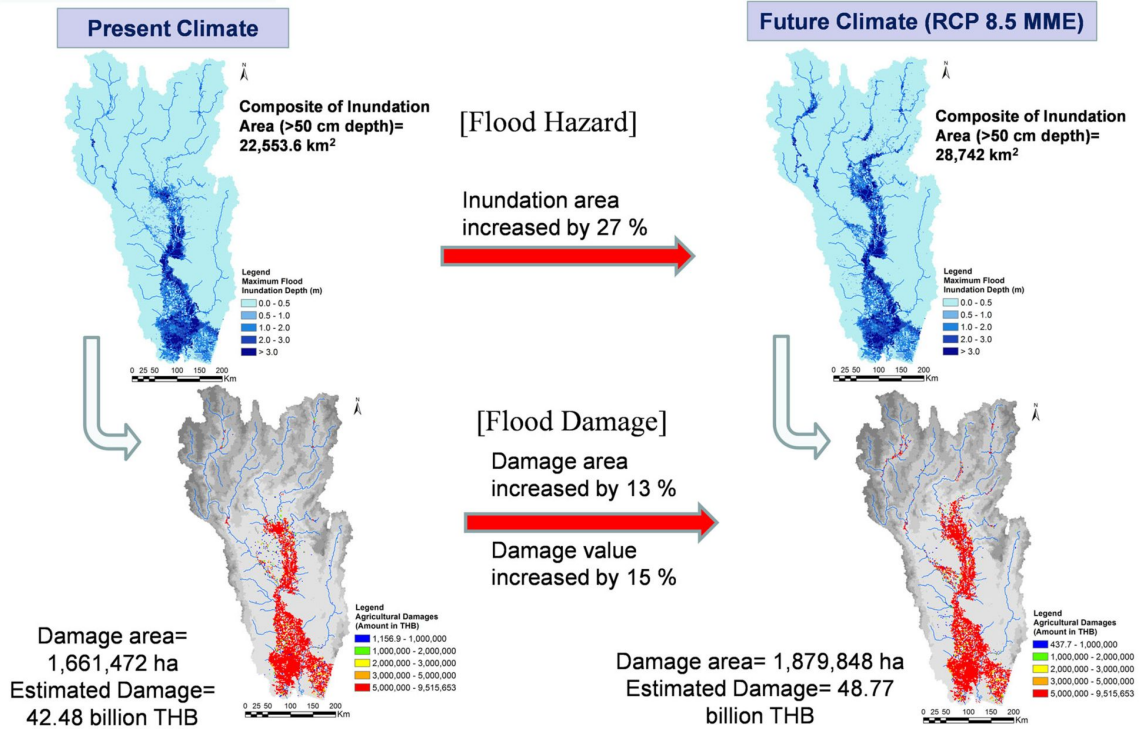 Present Climate
Future Climate (RCP 8.5 MME)
N
Composite of Inundation
Area (>50 cm depth)=
22,553.6 km²
[Flood Hazard]
N
Composite of Inundation
Area (>50 cm depth)=
28,742 km²
Inundation area
increased by 27 %
Legend
Maximum Flood
Inundation Depth (m)
0.0 - 0.5
0.5 - 1.0
1.0 - 2.0
2.0 - 3.0
> 3.0
0 25 50 100 150 200
Km
Legend
Maximum Flood
Inundation Depth (m)
0.0 - 0.5
0.5 - 1.0
1.0 - 2.0
2.0 - 3.0
> 3.0
0 25 50 100 150 200
Km
N
[Flood Damage]
N
Damage area
increased by 13 %
Damage value
increased by 15 %
Damage area=
1,661,472 ha
Estimated Damage=
42.48 billion THB
Legend
Agricultural Damages
(Amount in THB)
1,156.9 - 1,000,000
1,000,000 - 2,000,000
2,000,000 - 3,000,000
3,000,000 - 5,000,000
5,000,000 - 9,515,653
0 25 50 100 150 200
Km
Damage area= 1,879,848 ha
Estimated Damage= 48.77
billion THB
Legend
Agricultural Damages
(Amount in THB)
437.7 - 1,000,000
1,000,000 - 2,000,000
2,000,000 - 3,000,000
3,000,000 - 5,000,000
5,000,000 - 9,515,653
0 25 50 100 150 200
Km